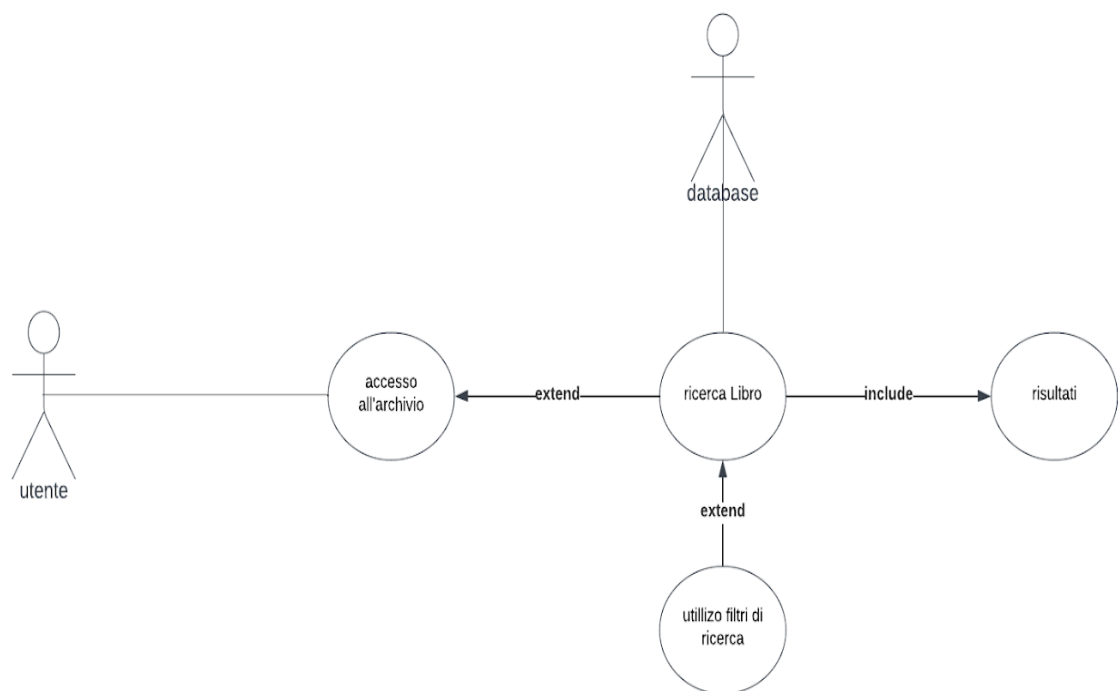 database
accesso
all'archivio
extend
ricerca Libro
include
risultati
utente
extend
utillizo filtri di
ricerca